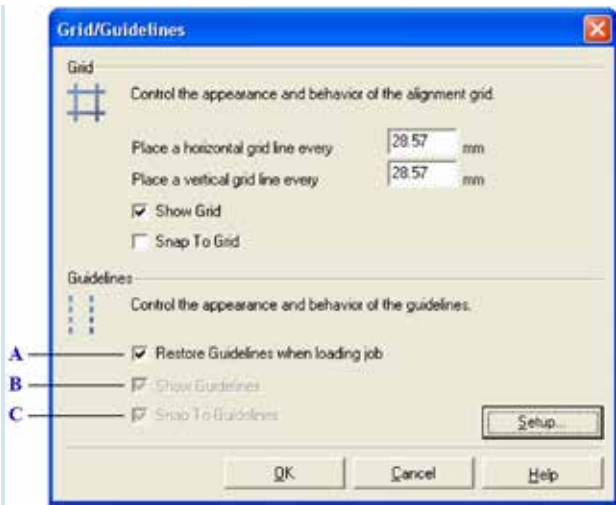 Grid/Guidelines
Grid
Control the appearance and behavior of the alignment grid.
Place a horizontal grid line every 28.57 mm
Place a vertical grid line every 28.57 mm
Show Grid
Snap To Grid
Guidelines
Control the appearance and behavior of the guidelines.
A Restore Guidelines when loading job
B Show Guidelines
C Snap To Guidelines
Setup...
OK Cancel Help